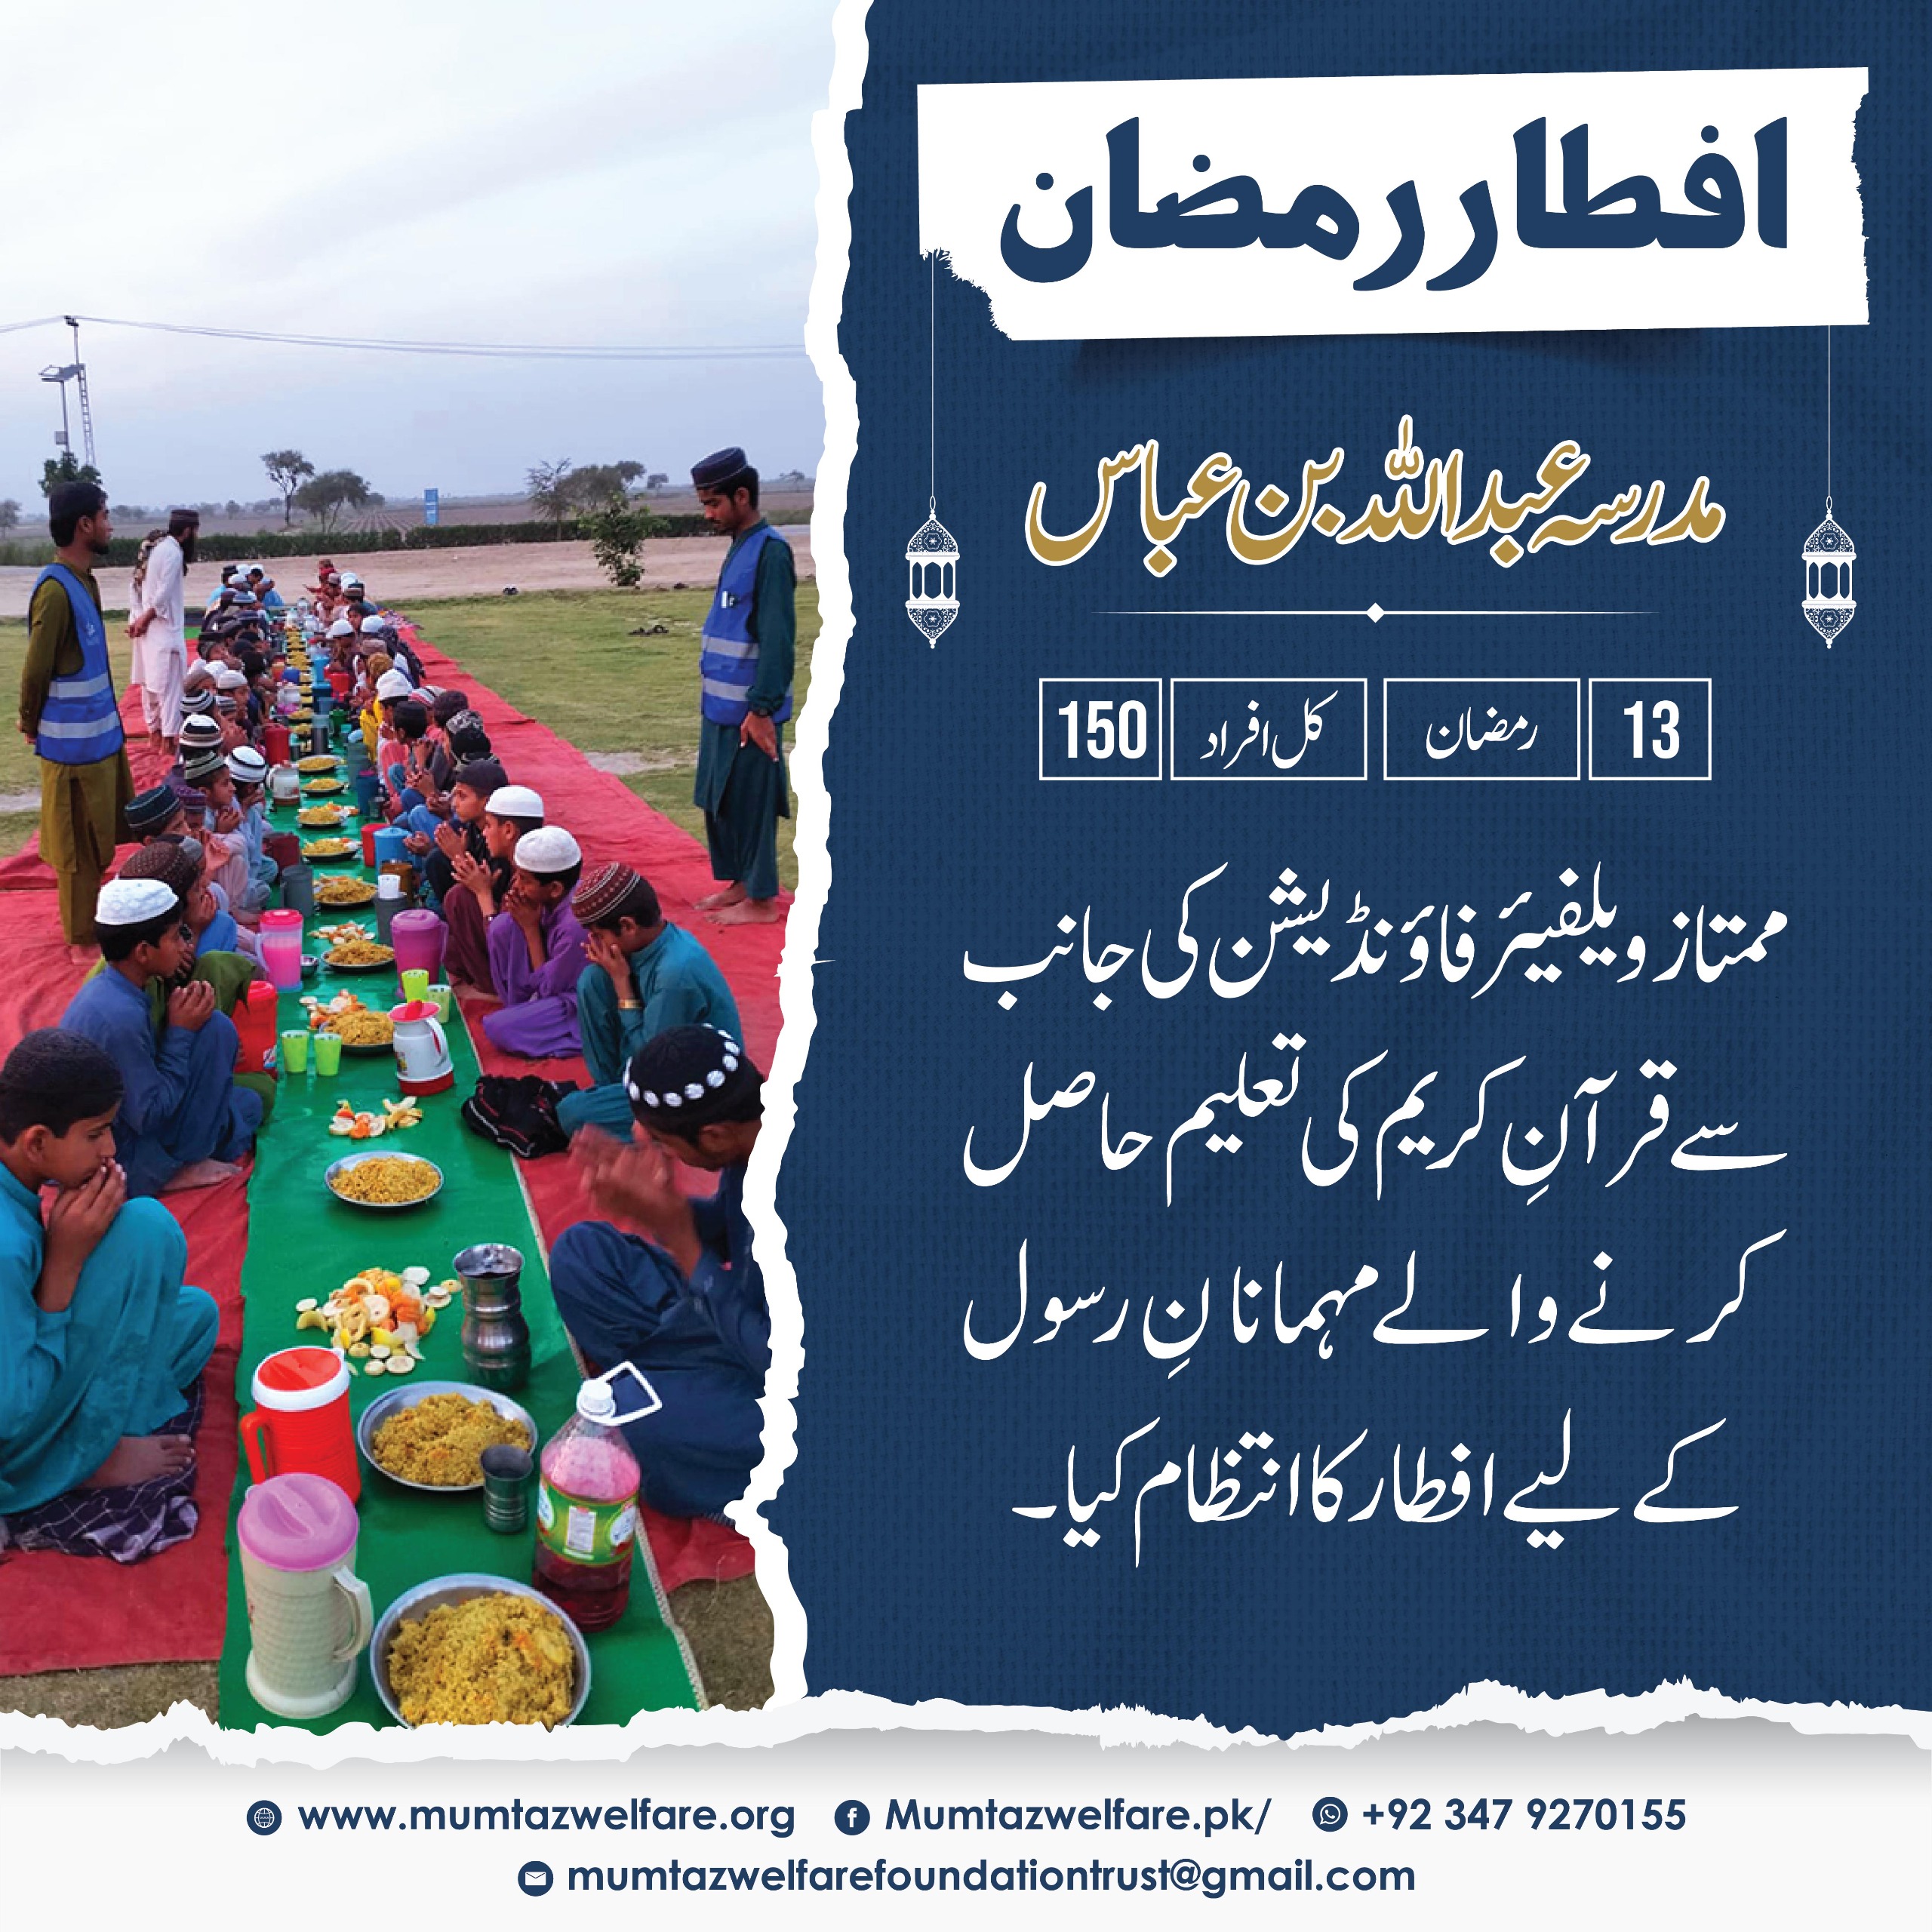 افطار رمضان
مدرسہ عبداللہ بن عباس
13 رمضان کل افراد 150
ممتاز ویلفیئر فاؤنڈیشن کی جانب
سے قرآنِ کریم کی تعلیم حاصل
کرنے والے مہمانانِ رسول
کے لیے افطار کا انتظام کیا۔
www.mumtazwelfare.org Mumtazwelfare.pk/ +92 347 9270155
mumtazwelfarefoundationtrust@gmail.com